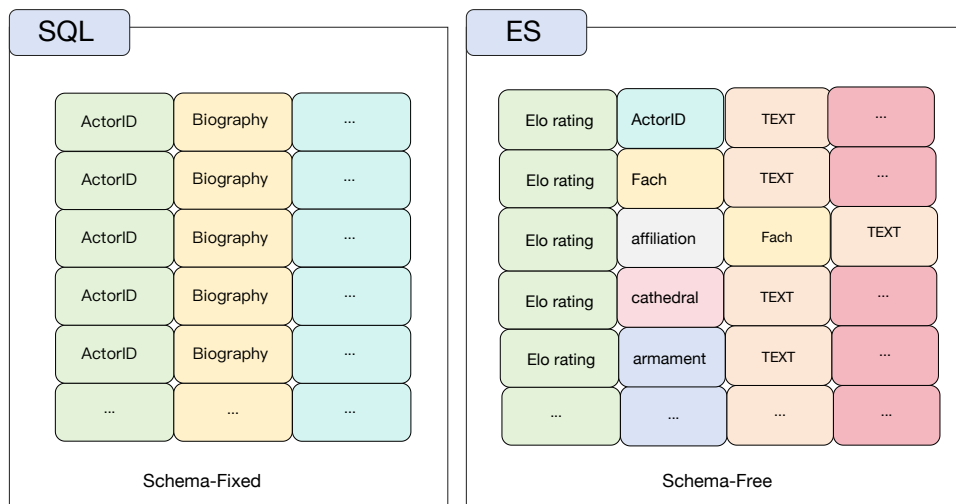 SQL
ActorID Biography ...
ActorID Biography ...
ActorID Biography ...
ActorID Biography ...
ActorID Biography ...
... ... ...
Schema-Fixed
ES
Elo rating ActorID TEXT ...
Elo rating Fach TEXT ...
Elo rating affiliation Fach TEXT
Elo rating cathedral TEXT ...
Elo rating armament TEXT ...
... ... ... ...
Schema-Free